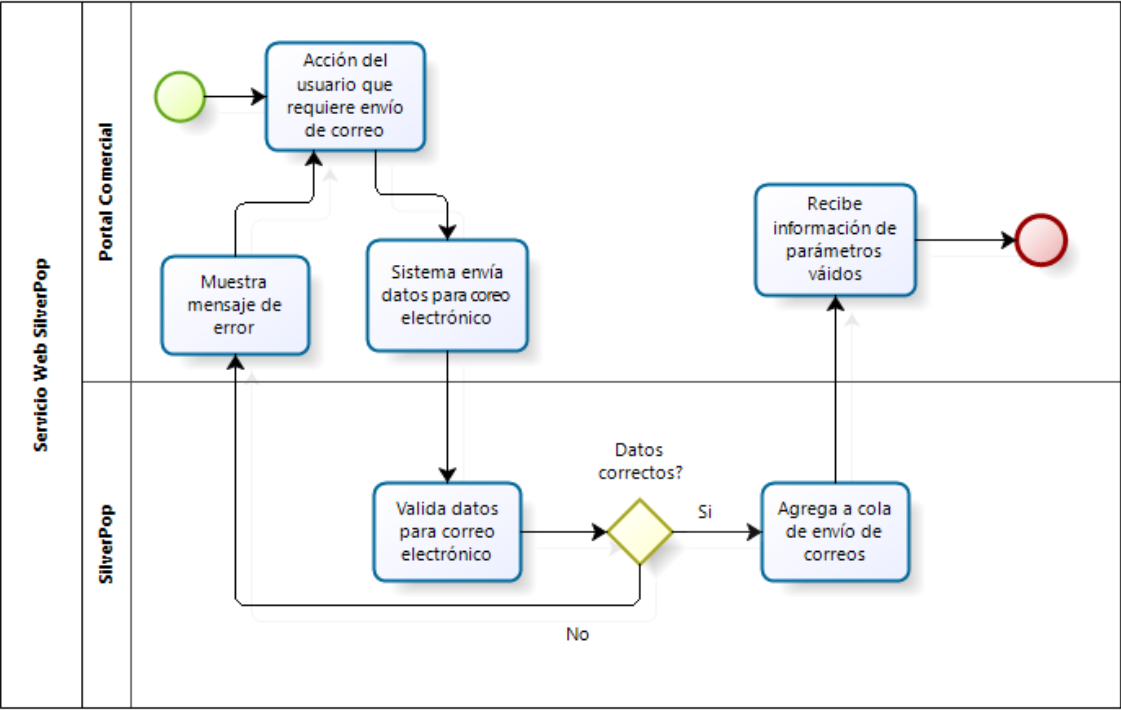 Servicio Web SilverPop
Portal Comercial
Acción del
usuario que
requiere envío
de correo
Muestra
mensaje de
error
Sistema envía
datos para coreo
electrónico
Recibe
información de
parámetros
váidos
SilverPop
Valida datos
para correo
electrónico
Datos
correctos?
Si
No
Agrega a cola
de envío de
correos